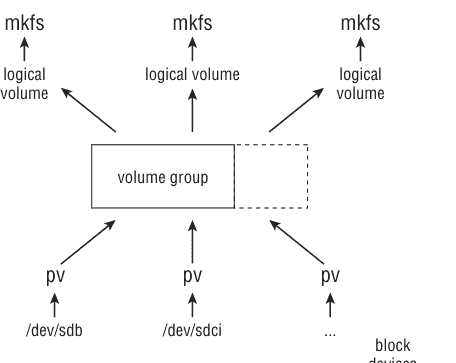 mkfs mkfs mkfs
logical volume
logical volume
logical volume
volume group
pv pv pv
/dev/sdb /dev/sdci ...
block
devices